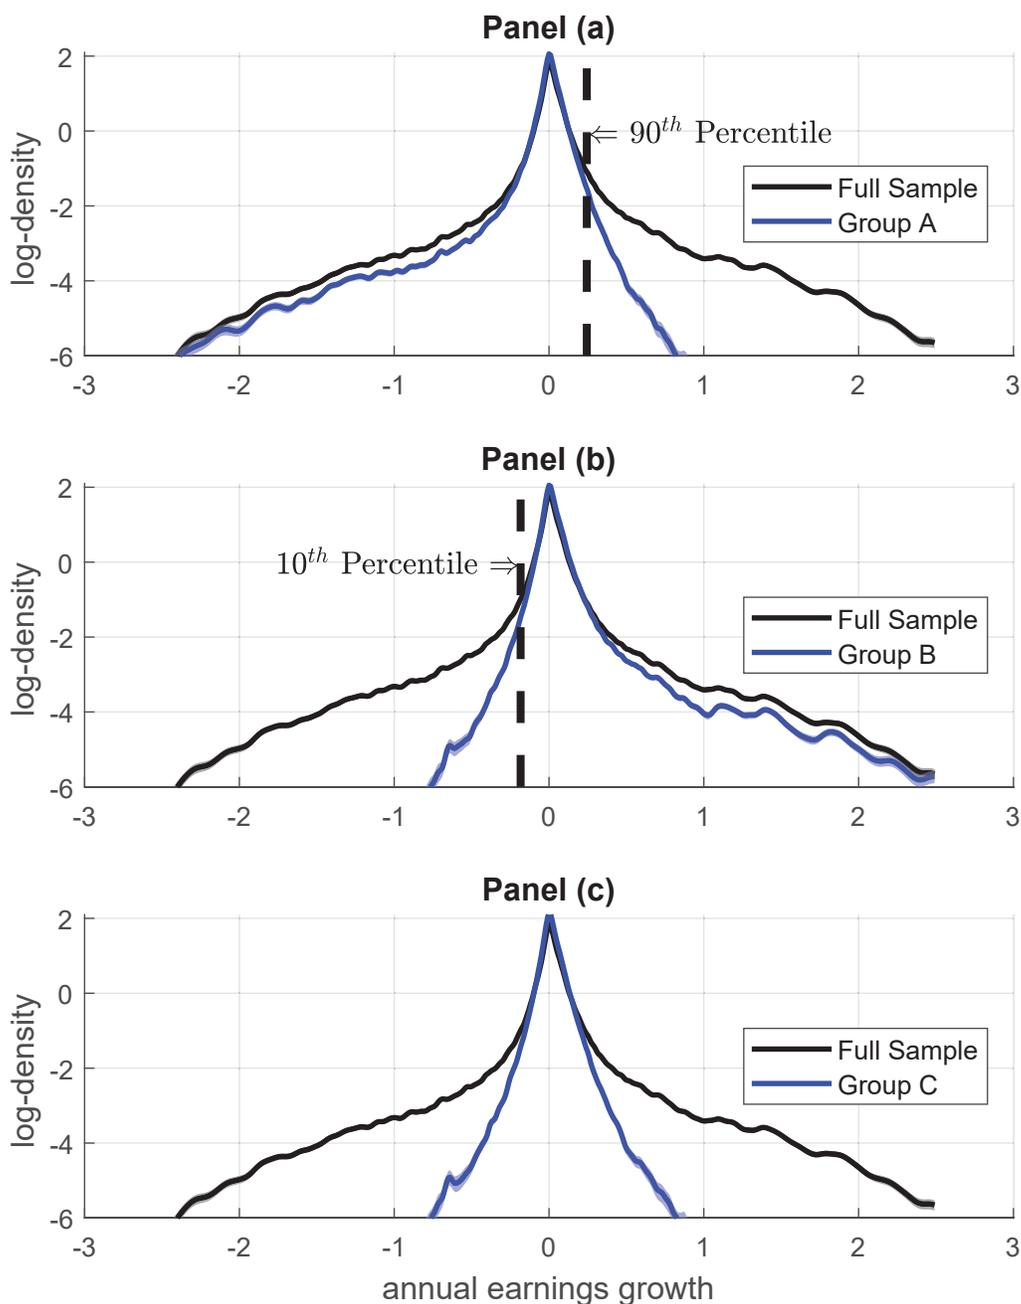 Panel (a)
2
0
-2
-4
-6
log-density
⇐ 90th Percentile
Full Sample
Group A
-3 -2 -1 0 1 2 3
Panel (b)
2
0
-2
-4
-6
log-density
10th Percentile ⇒
Full Sample
Group B
-3 -2 -1 0 1 2 3
Panel (c)
2
0
-2
-4
-6
log-density
Full Sample
Group C
-3 -2 -1 0 1 2 3
annual earnings growth